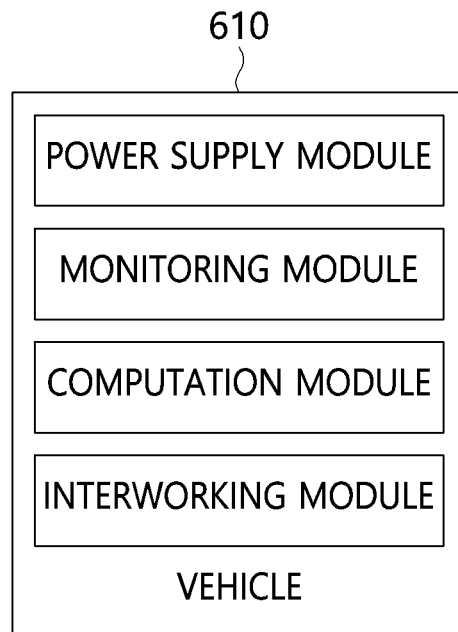 610
POWER SUPPLY MODULE
MONITORING MODULE
COMPUTATION MODULE
INTERWORKING MODULE
VEHICLE